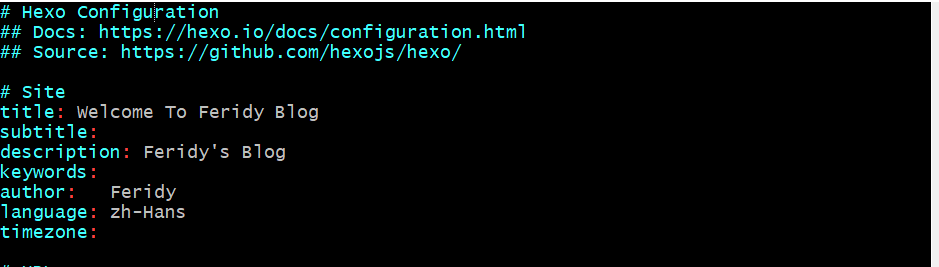 # Hexo Configuration
## Docs: https://hexo.io/docs/configuration.html
## Source: https://github.com/hexojs/hexo/
# Site
title: Welcome To Feridy Blog
subtitle:
description: Feridy's Blog
keywords:
author:   Feridy
language: zh-Hans
timezone: